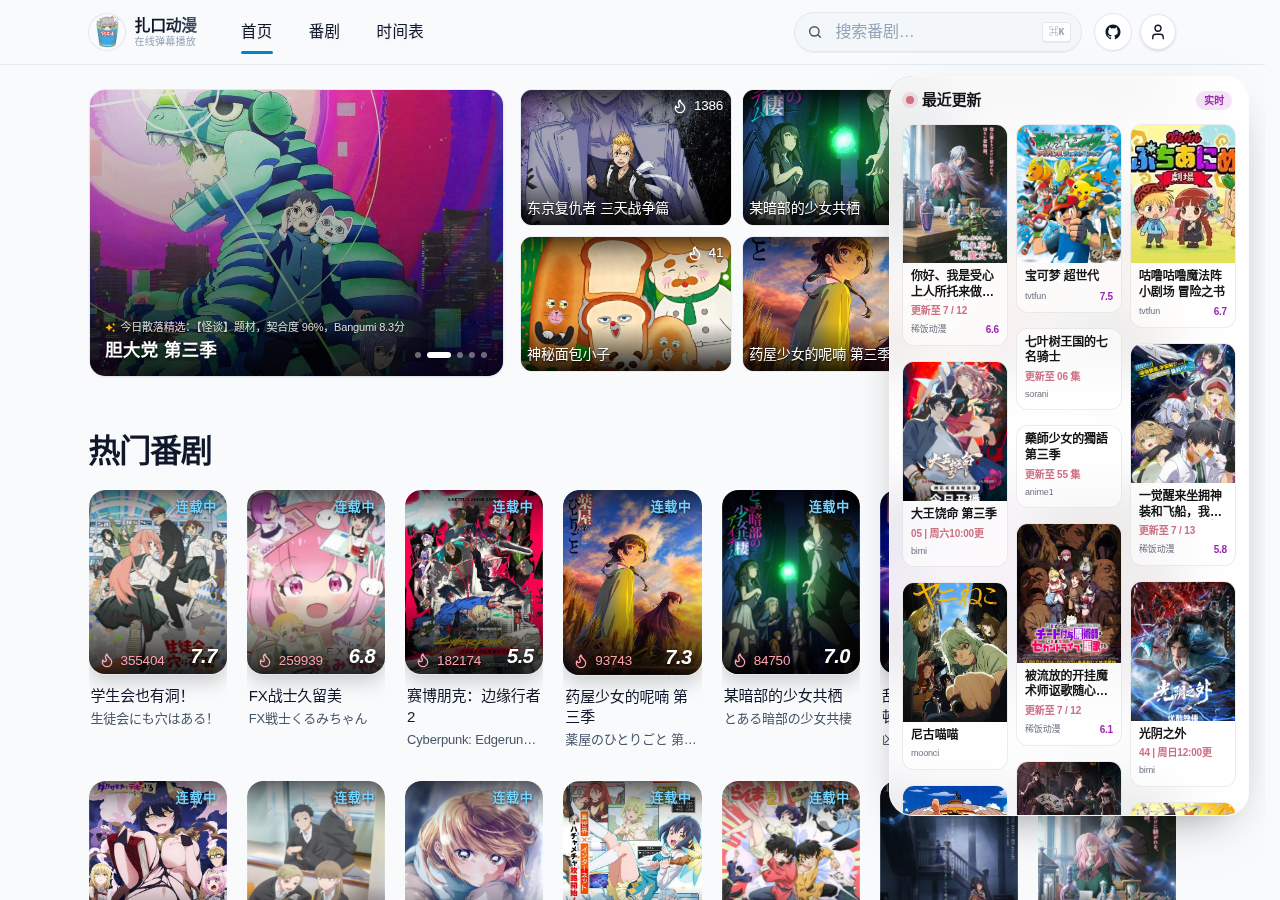 扎口动漫
在线弹幕播放
首页
番剧
时间表
搜索番剧…
⌘K
今日散落精选:【怪谈】题材，契合度 96%，Bangumi 8.3分
胆大党 第三季
1386
东京复仇者 三天战争篇
某暗部的少女共栖
41
神秘面包小子
药屋少女的呢喃 第三季
最近更新
实时
你好、我是受心
上人所托来做…
更新至 7 / 12
稀饭动漫
6.6
大王饶命 第三季
05 | 周六10:00更
bimi
尼古喵喵
moonci
宝可梦 超世代
tvtfun
7.5
七叶树王国的七
名骑士
更新至 06 集
sorani
藥師少女的獨語
第三季
更新至 55 集
anime1
被流放的开挂魔
术师讴歌随心…
更新至 7 / 12
稀饭动漫
6.1
咕噜咕噜魔法阵
小剧场 冒险之书
tvtfun
6.7
一觉醒来坐拥神
装和飞船，我…
更新至 7 / 13
稀饭动漫
5.8
光阴之外
44 | 周日12:00更
bimi
热门番剧
连载中
355404
7.7
学生会也有洞！
生徒会にも穴はある！
连载中
259939
6.8
FX战士久留美
FX戦士くるみちゃん
连载中
182174
5.5
赛博朋克：边缘行者
2
Cyberpunk: Edgerun…
连载中
93743
7.3
药屋少女的呢喃 第
三季
薬屋のひとりごと 第…
连载中
84750
7.0
某暗部的少女共栖
とある暗部の少女共棲
连载中
连载中
连载中
连载中
连载中